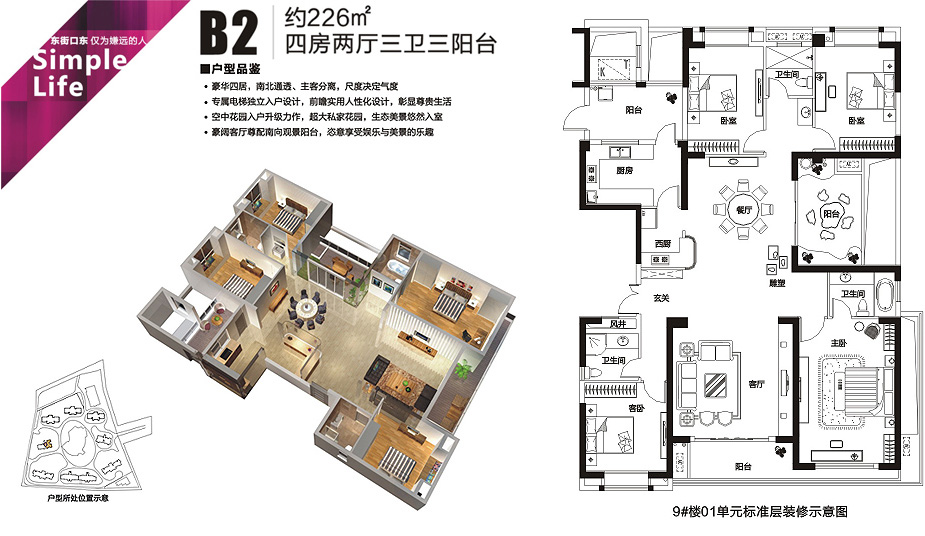 东街口东 仅为嫌远的人
Simple
Life
B2
约226㎡
四房两厅三卫三阳台
■户型品鉴
• 豪华四居，南北通透、主客分离，尺度决定气度
• 专属电梯独立入户设计，前瞻实用人性化设计，彰显尊贵生活
• 空中花园入户升级力作，超大私家花园，生态美景悠然入室
• 豪阔客厅尊配南向观景阳台，恣意享受娱乐与美景的乐趣
户型所处位置示意
阳台
卧室
卫生间
卧室
厨房
餐厅
阳台
西厨
雕塑
玄关
卫生间
风井
卫生间
主卧
客厅
客卧
阳台
9#楼01单元标准层装修示意图